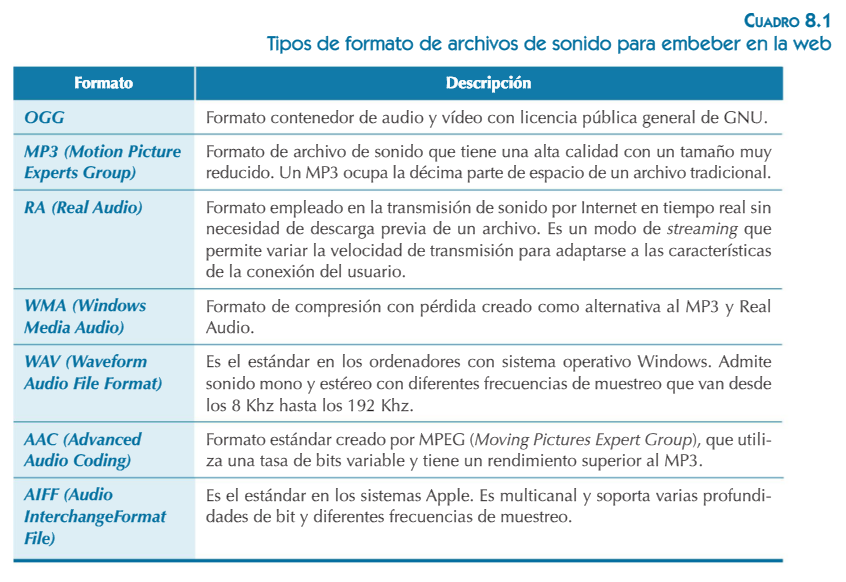 CUADRO 8.1
Tipos de formato de archivos de sonido para embeber en la web
Formato
Descripción
OGG
Formato contenedor de audio y vídeo con licencia pública general de GNU.
MP3 (Motion Picture
Experts Group)
Formato de archivo de sonido que tiene una alta calidad con un tamaño muy
reducido. Un MP3 ocupa la décima parte de espacio de un archivo tradicional.
RA (Real Audio)
Formato empleado en la transmisión de sonido por Internet en tiempo real sin
necesidad de descarga previa de un archivo. Es un modo de streaming que
permite variar la velocidad de transmisión para adaptarse a las características
de la conexión del usuario.
WMA (Windows
Media Audio)
Formato de compresión con pérdida creado como alternativa al MP3 y Real
Audio.
WAV (Waveform
Audio File Format)
Es el estándar en los ordenadores con sistema operativo Windows. Admite
sonido mono y estéreo con diferentes frecuencias de muestreo que van desde
los 8 Khz hasta los 192 Khz.
AAC (Advanced
Audio Coding)
Formato estándar creado por MPEG (Moving Pictures Expert Group), que utili-
za una tasa de bits variable y tiene un rendimiento superior al MP3.
AIFF (Audio
InterchangeFormat
File)
Es el estándar en los sistemas Apple. Es multicanal y soporta varias profundi-
dades de bit y diferentes frecuencias de muestreo.